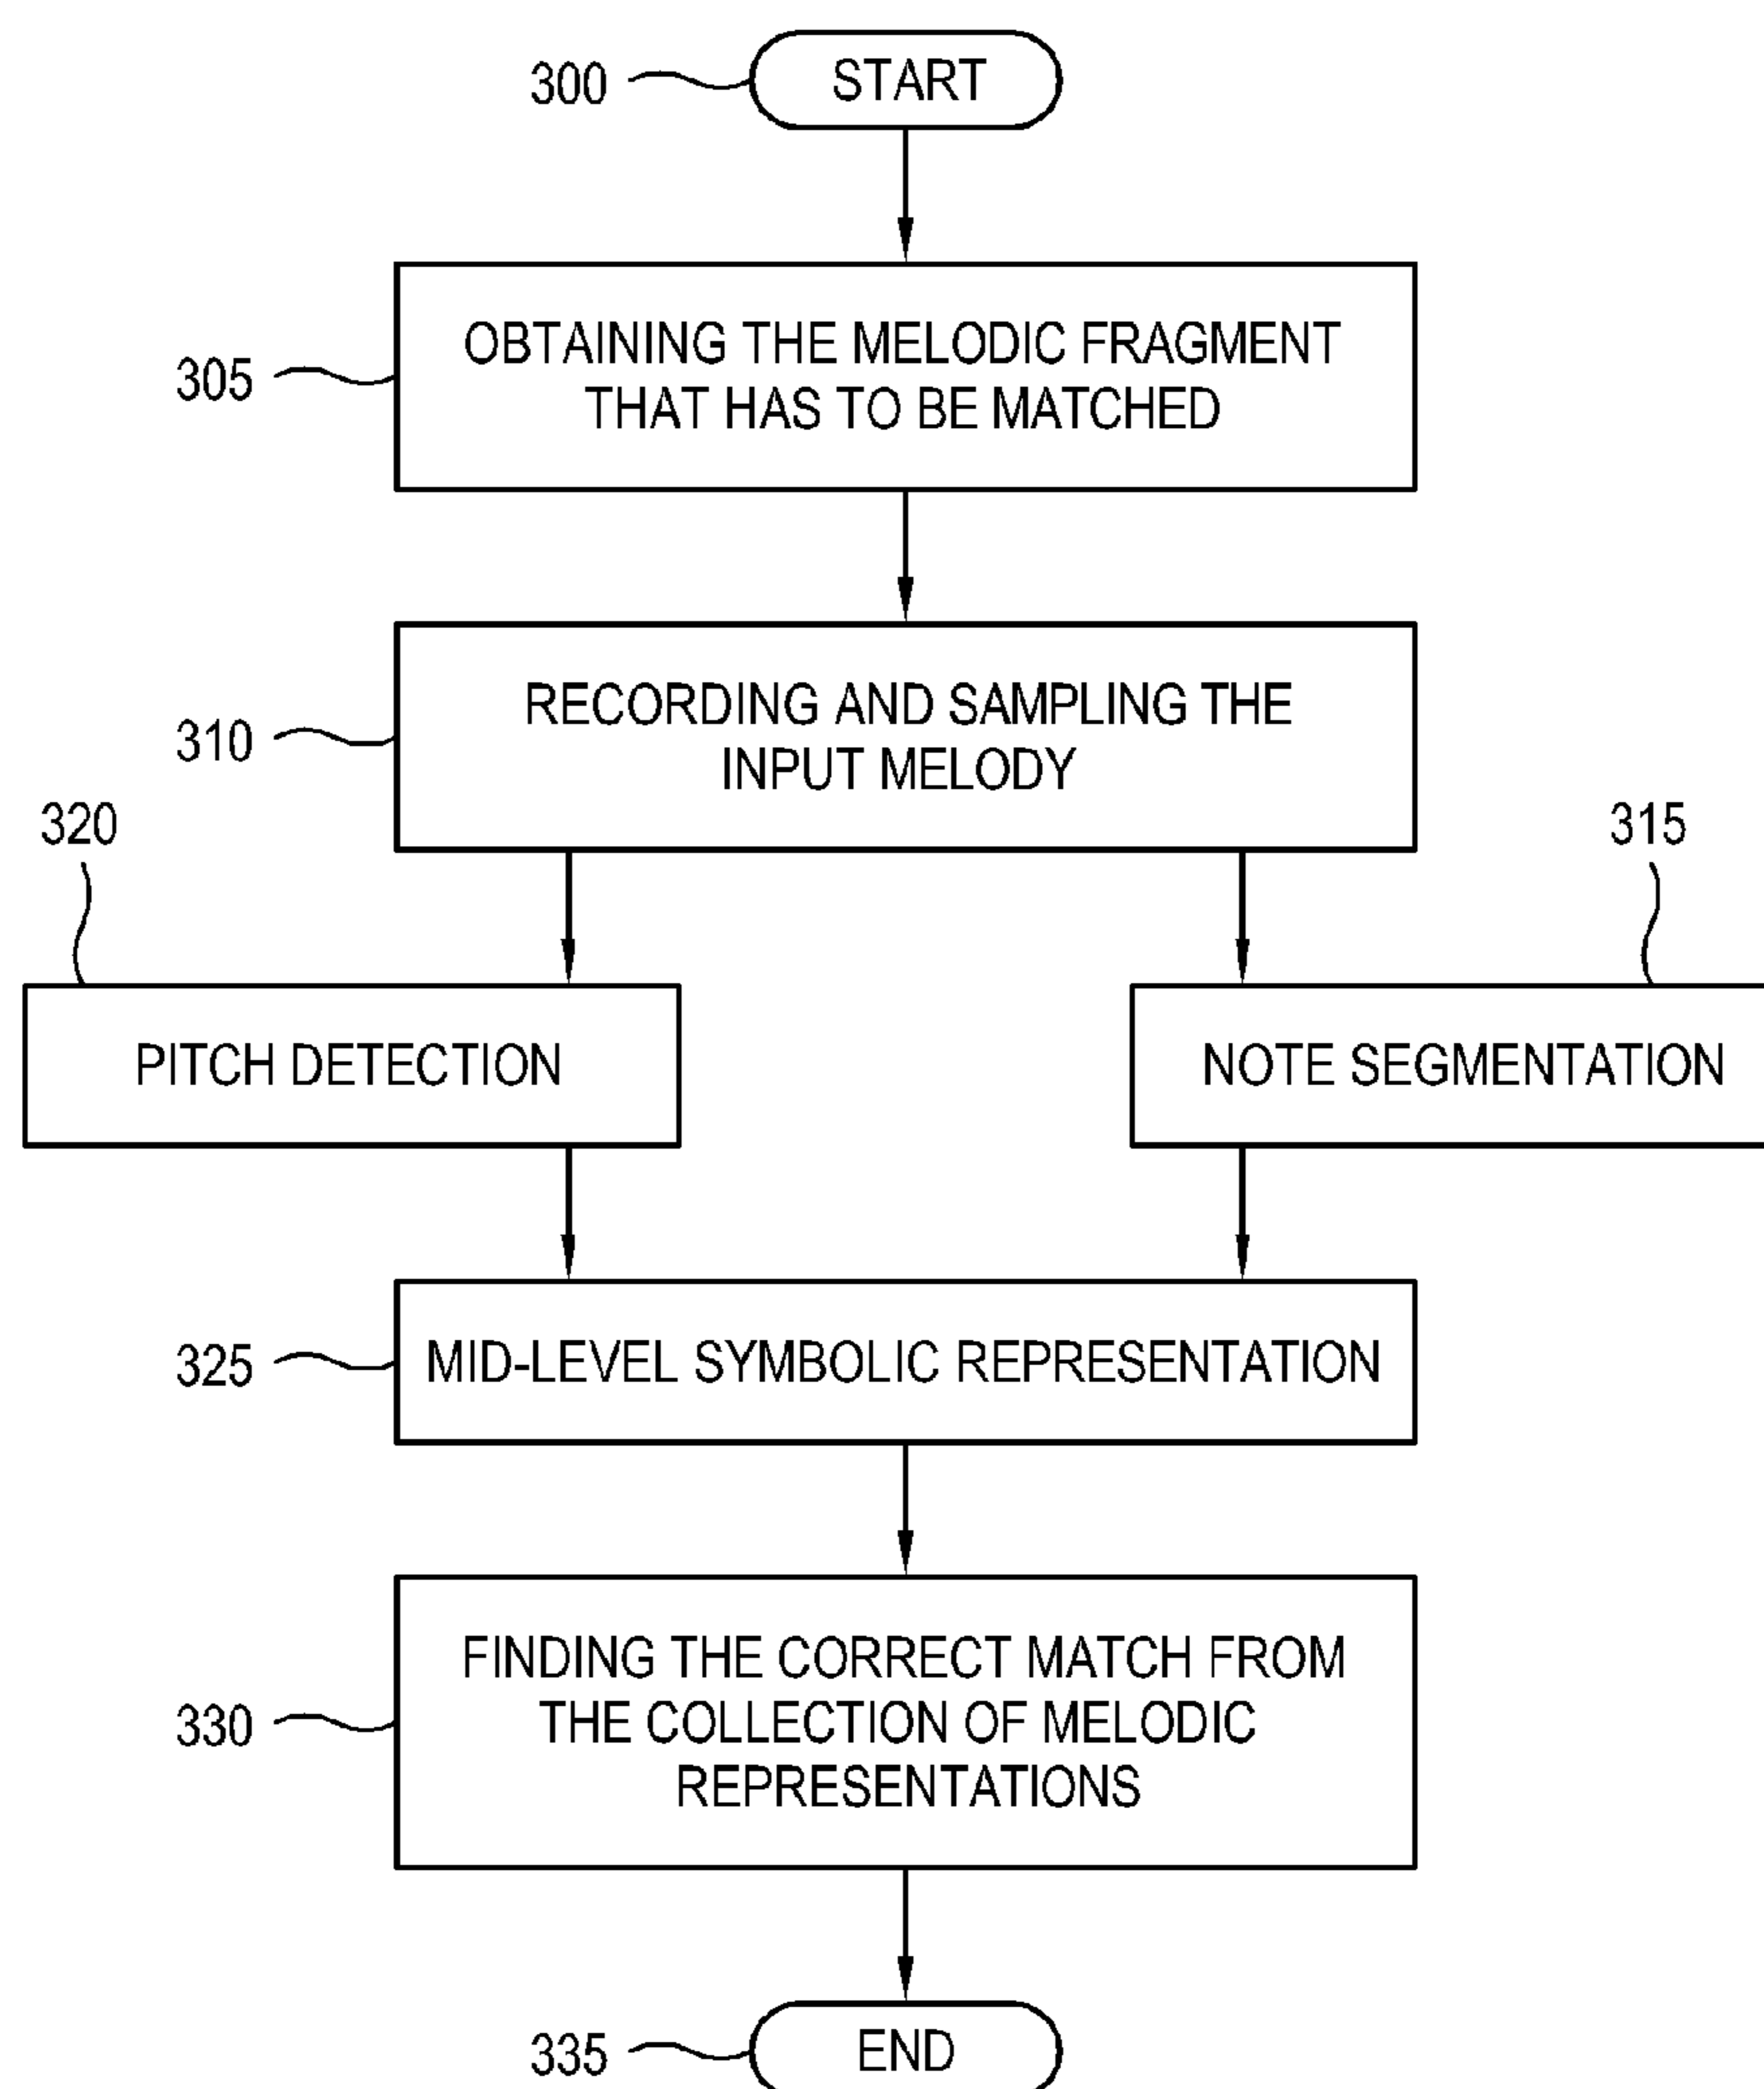 300
START
305
OBTAINING THE MELODIC FRAGMENT
THAT HAS TO BE MATCHED
310
RECORDING AND SAMPLING THE
INPUT MELODY
320
315
PITCH DETECTION
NOTE SEGMENTATION
325
MID-LEVEL SYMBOLIC REPRESENTATION
330
FINDING THE CORRECT MATCH FROM
THE COLLECTION OF MELODIC
REPRESENTATIONS
335
END